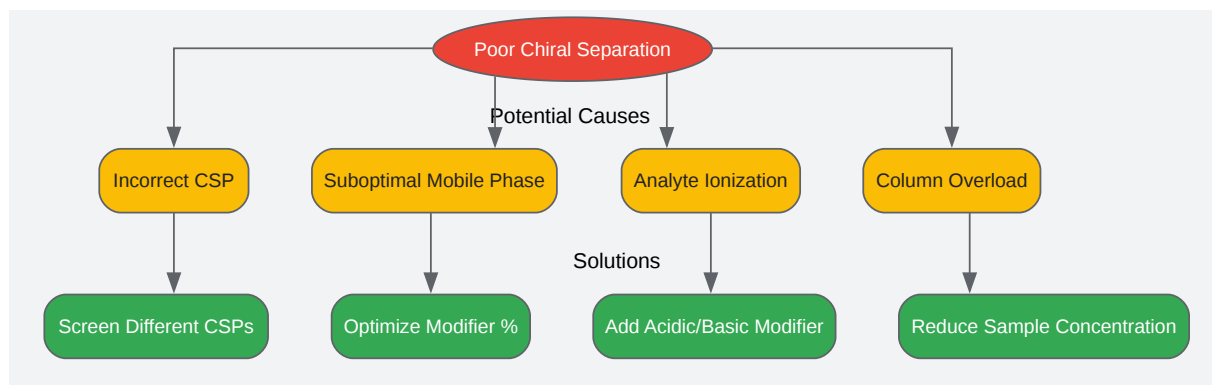 Poor Chiral Separation
Potential Causes
Incorrect CSP
Suboptimal Mobile Phase
Analyte Ionization
Column Overload
Solutions
Screen Different CSPs
Optimize Modifier %
Add Acidic/Basic Modifier
Reduce Sample Concentration